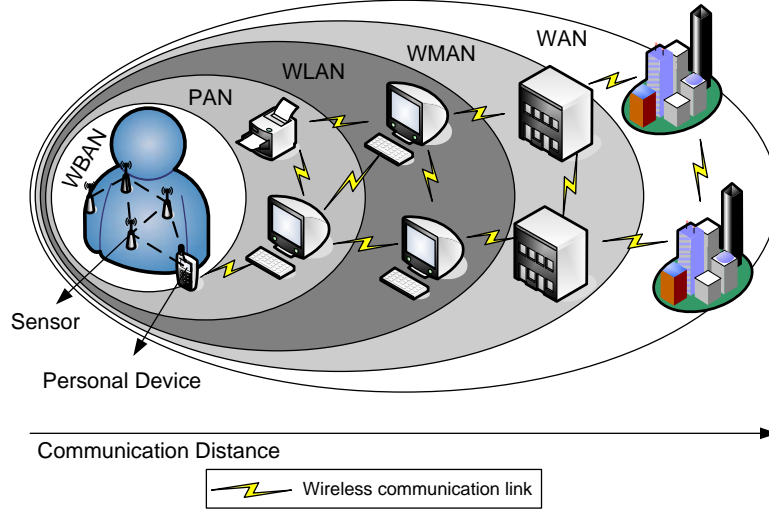 WAN
WMAN
WLAN
PAN
WBAN
Sensor
Personal Device
Communication Distance
Wireless communication link